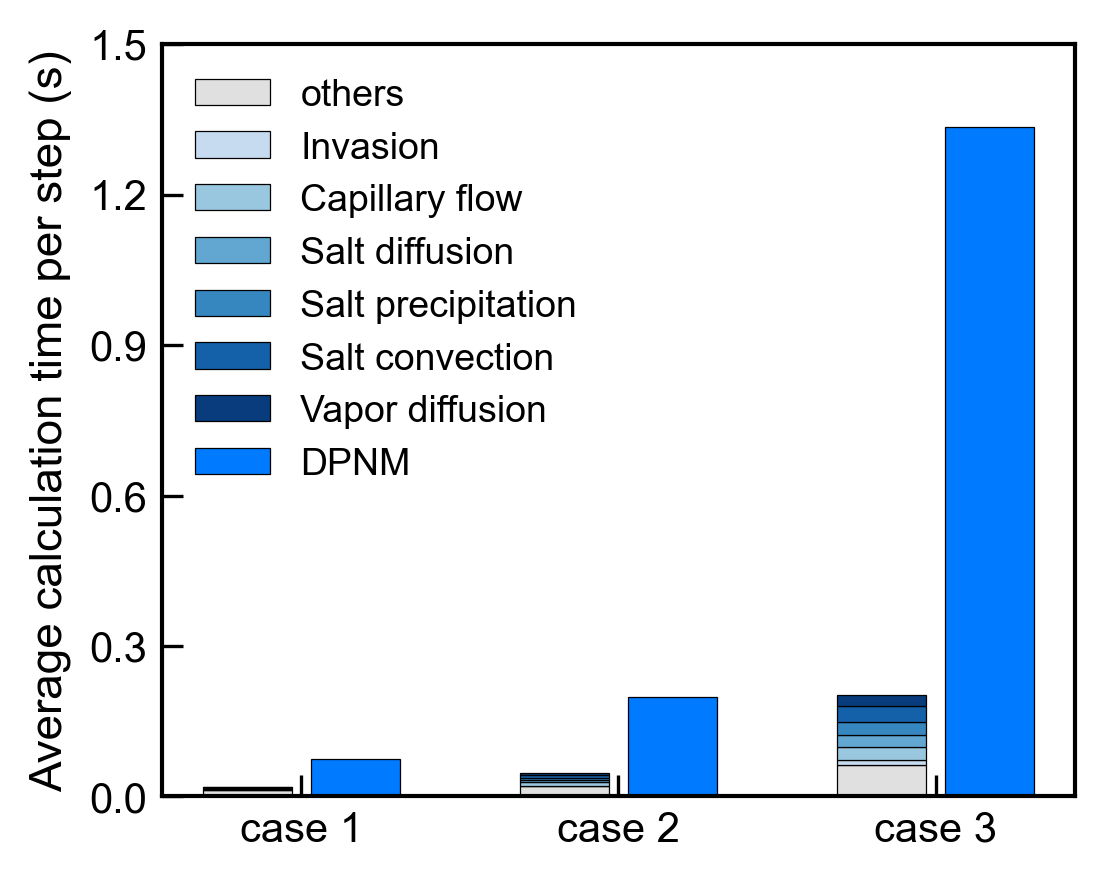 Average calculation time per step (s)
1.5
1.2
0.9
0.6
0.3
0.0
others
Invasion
Capillary flow
Salt diffusion
Salt precipitation
Salt convection
Vapor diffusion
DPNM
case 1
case 2
case 3